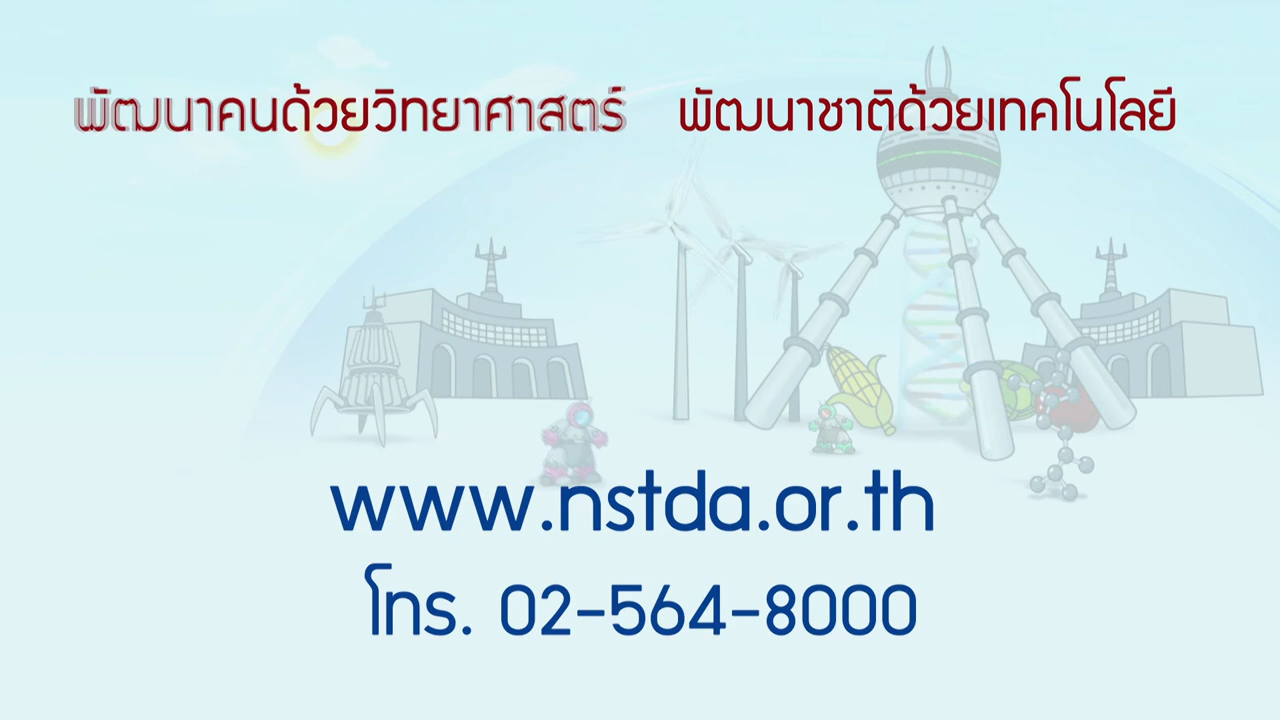 พัฒนาคนด้วยวิทยาศาสตร์ พัฒนาชาติด้วยเทคโนโลยี
www.nstda.or.th
โทร. 02-564-8000